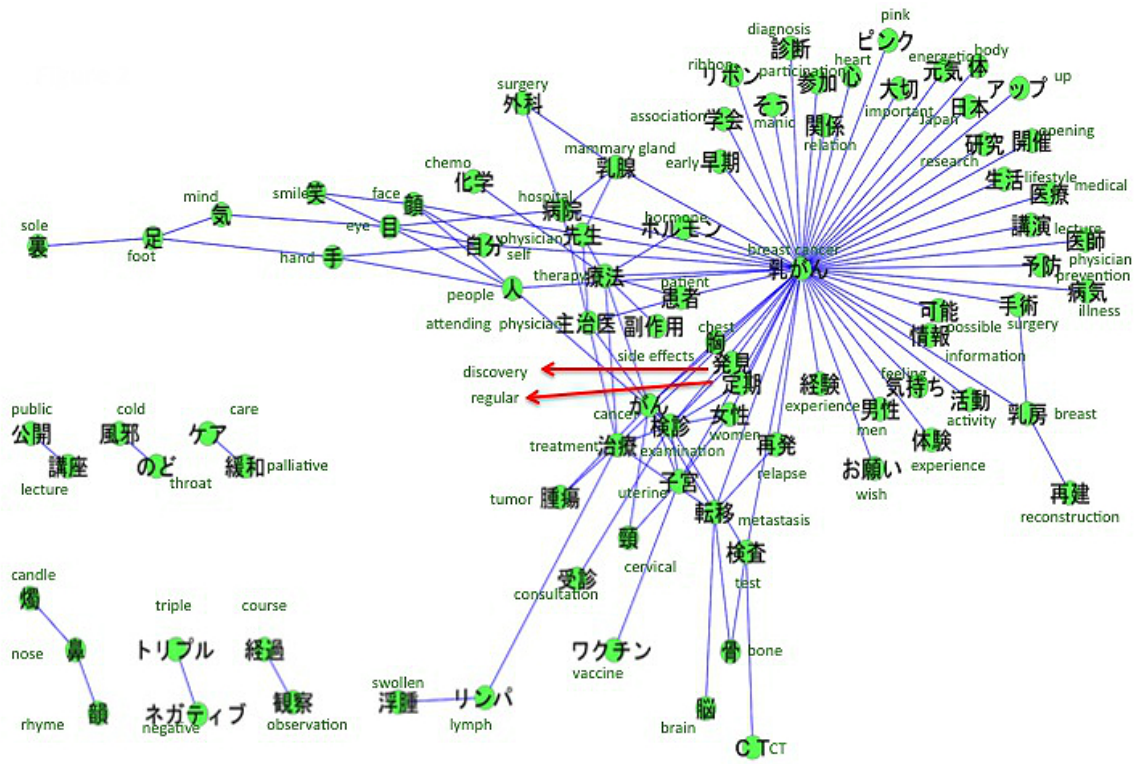 pink
ピンク
diagnosis
診断
energetic
元気
body
体
heart
心
participation
参加
ribbon
リボン
大切
important
アップ
up
surgery
外科
そう
manic
日本
Japan
association
学会
関係
relation
研究
research
開催
opening
mammary gland
乳腺
early
早期
chemo
化学
生活
lifestyle
医療
medical
smile
笑
face
顔
mind
気
hospital
病院
hormone
ホルモン
講演
lecture
sole
裏
足
foot
eye
目
自分
self
physician
先生
医師
physician
hand
手
breast cancer
乳がん
therapy
療法
予防
prevention
people
人
patient
患者
病気
illness
手術
surgery
可能
possible
attending physician
主治医
副作用
side effects
chest
胸
情報
information
発見
discovery
定期
regular
経験
experience
feeling
気持ち
活動
activity
cancer
がん
検診
examination
女性
women
男性
men
乳房
breast
public
公開
cold
風邪
care
ケア
treatment
治療
再発
relapse
体験
experience
講座
lecture
のど
throat
緩和
palliative
お願い
wish
uterine
子宮
tumor
腫瘍
再建
reconstruction
転移
metastasis
頸
cervical
検査
test
受診
consultation
candle
燭
triple
トリプル
course
経過
nose
鼻
ワクチン
vaccine
骨
bone
swollen
浮腫
リンパ
lymph
観察
observation
rhyme
韻
ネガティブ
negative
脳
brain
CT
CT